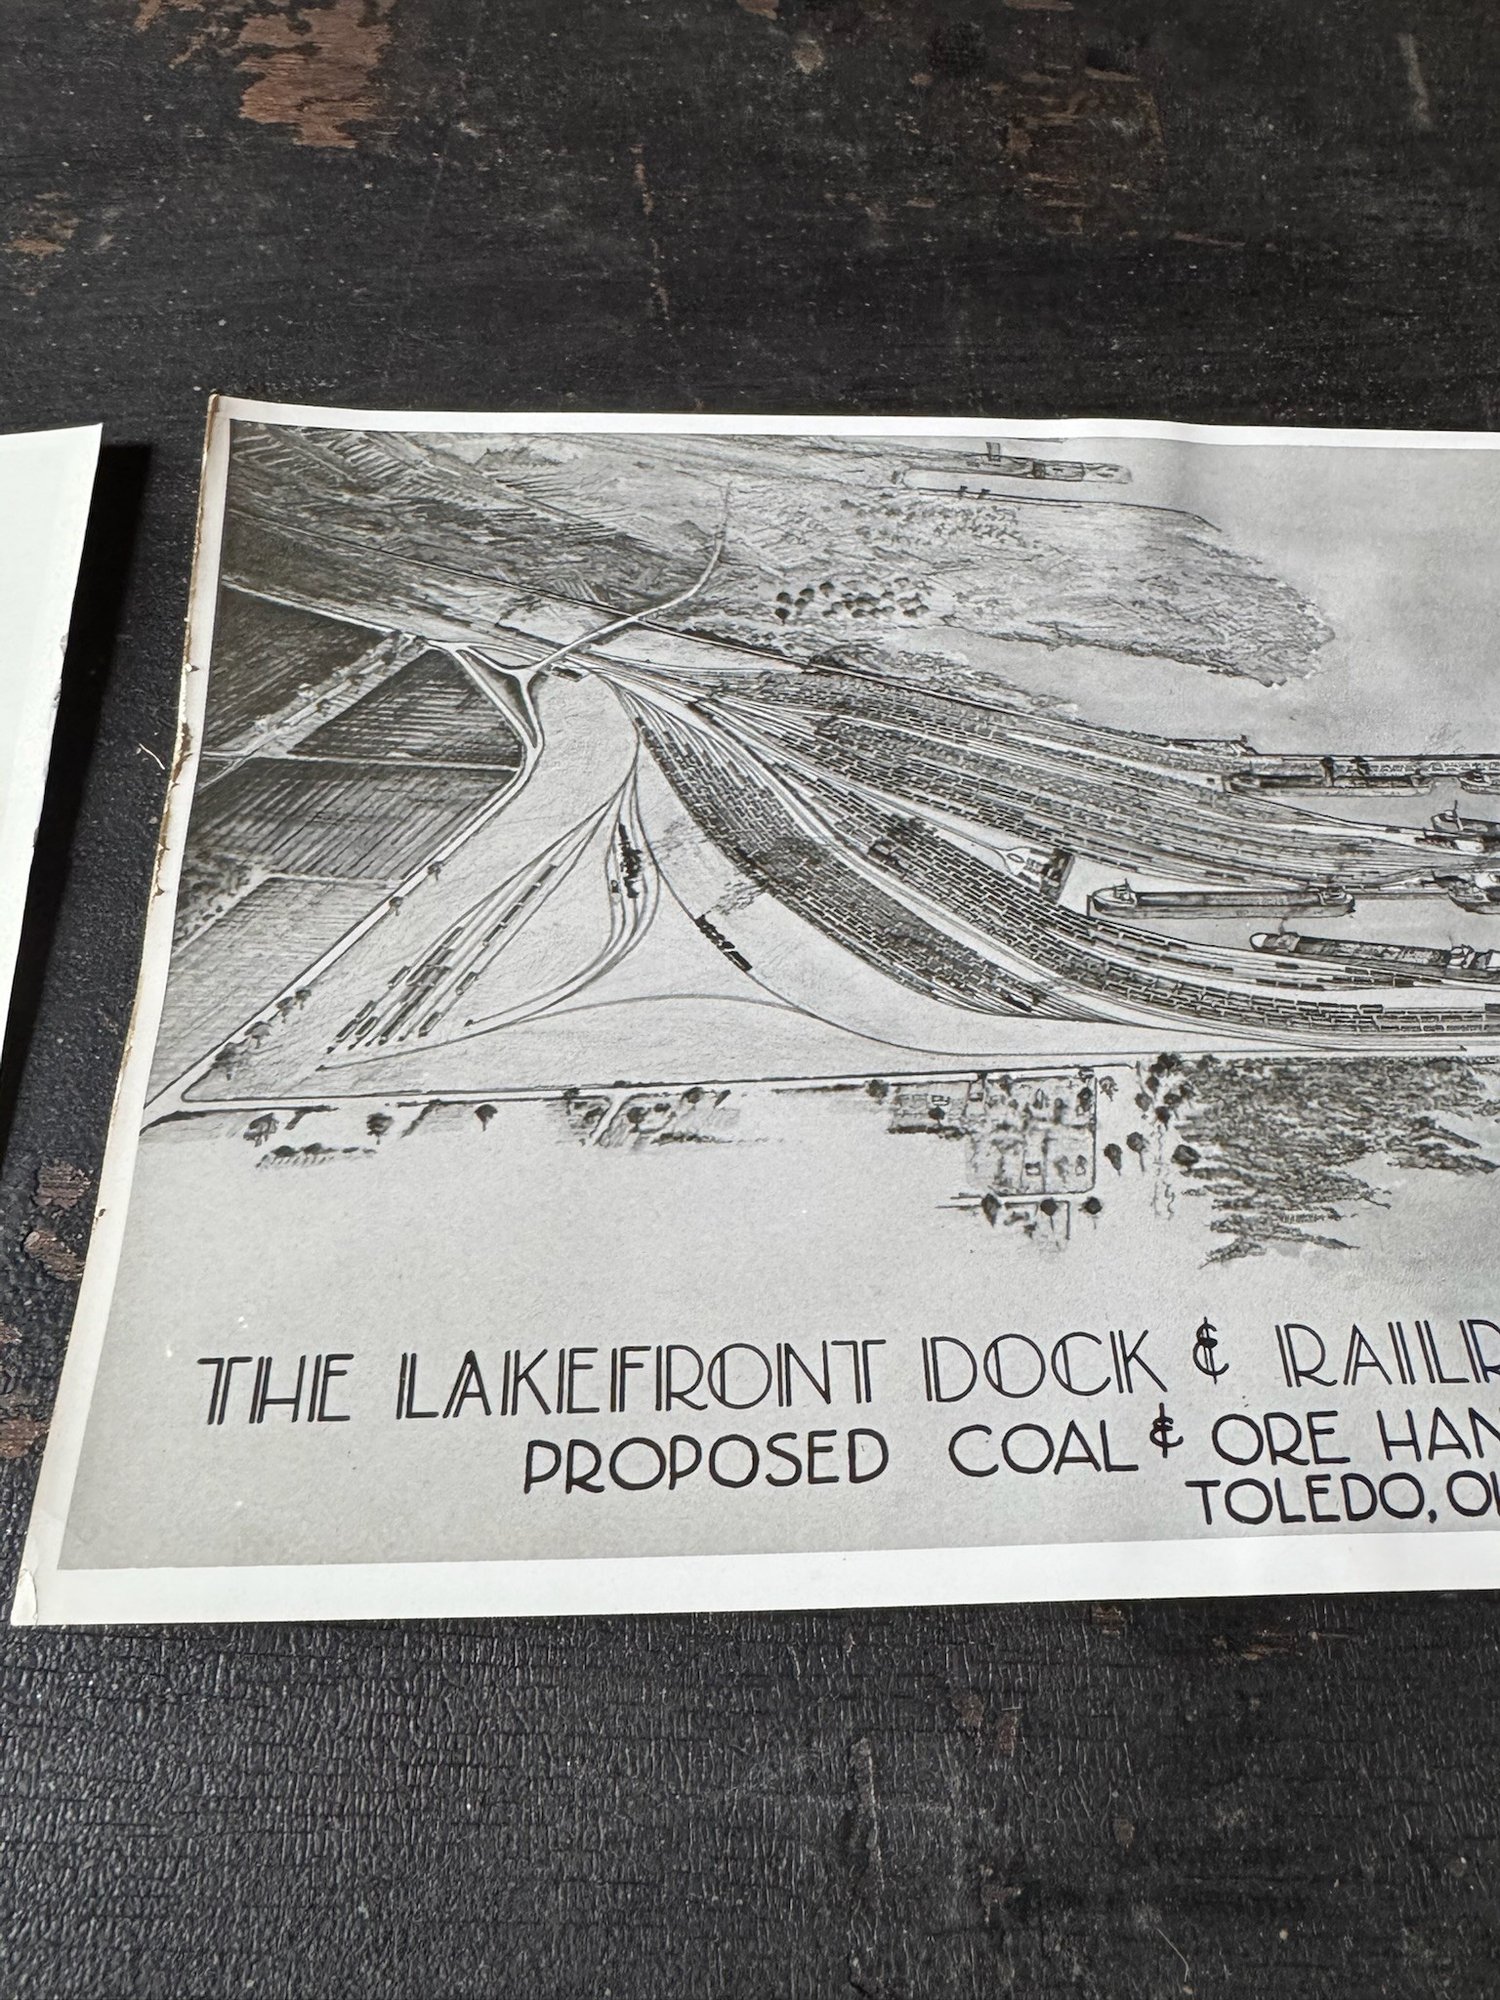 THE LAKEFRONT DOCK & RAILR
PROPOSED COAL & ORE HAN
TOLEDO, O